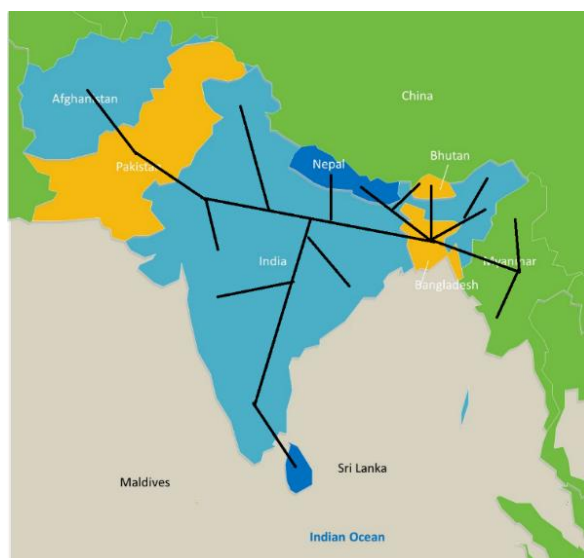 Afghanistan
China
Pakistan
Nepal
Bhutan
India
Myanmar
Bangladesh
Maldives
Sri Lanka
Indian Ocean